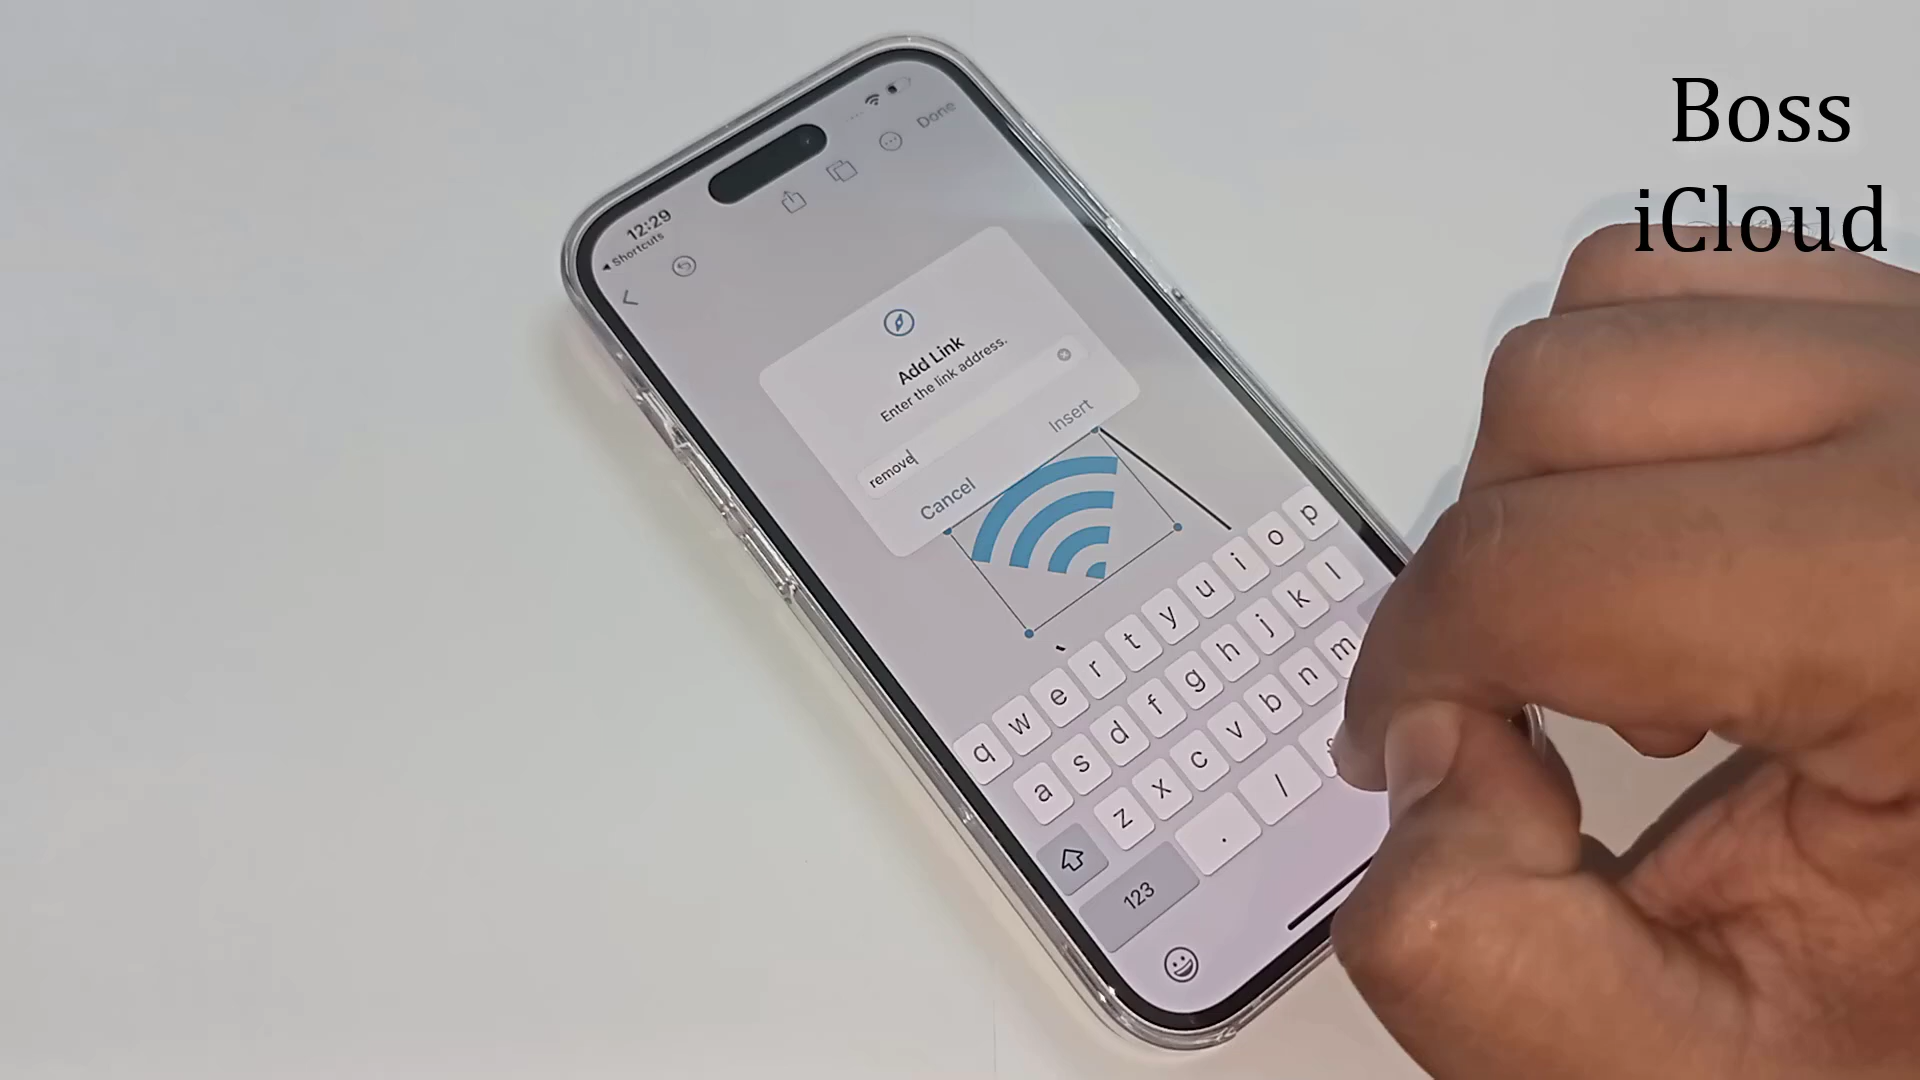 Boss
iCloud
12:29
Shortcuts
Done
Add Link
Enter the link address.
remove
Cancel
Insert
q w e r t y u i o p
a s d f g h j k l
z x c v b n m
123
. /